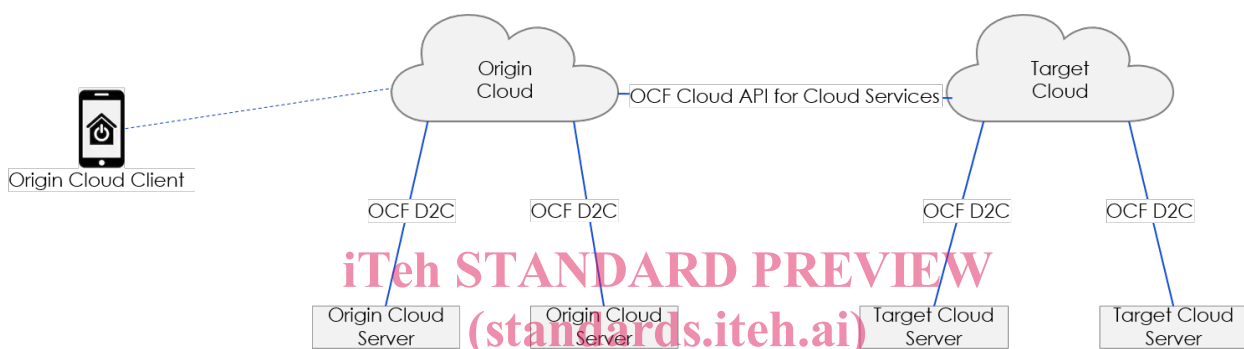 Origin
Cloud
Target
Cloud
OCF Cloud API for Cloud Services
Origin Cloud Client
OCF D2C
OCF D2C
OCF D2C
OCF D2C
iTeh STANDARD PREVIEW
(standards.iteh.ai)
Origin Cloud
Server
Origin Cloud
Server
Target Cloud
Server
Target Cloud
Server